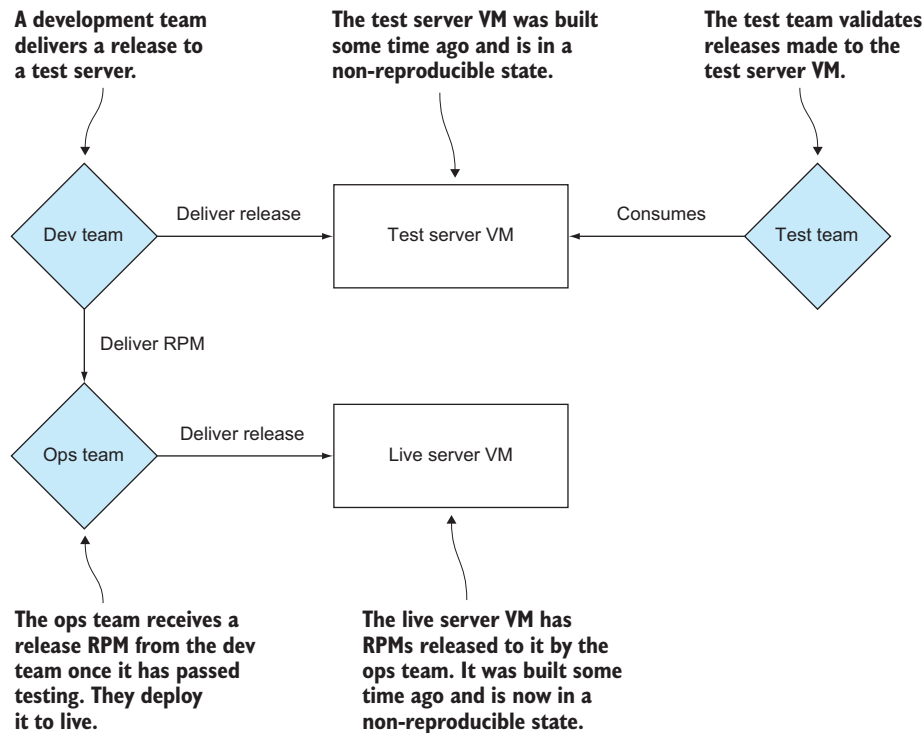 A development team
delivers a release to
a test server.
The test server VM was built
some time ago and is in a
non-reproducible state.
The test team validates
releases made to the
test server VM.
Dev team
Deliver release
Test server VM
Consumes
Test team
Deliver RPM
Ops team
Deliver release
Live server VM
The ops team receives a
release RPM from the dev
team once it has passed
testing. They deploy
it to live.
The live server VM has
RPMs released to it by the
ops team. It was built some
time ago and is now in a
non-reproducible state.